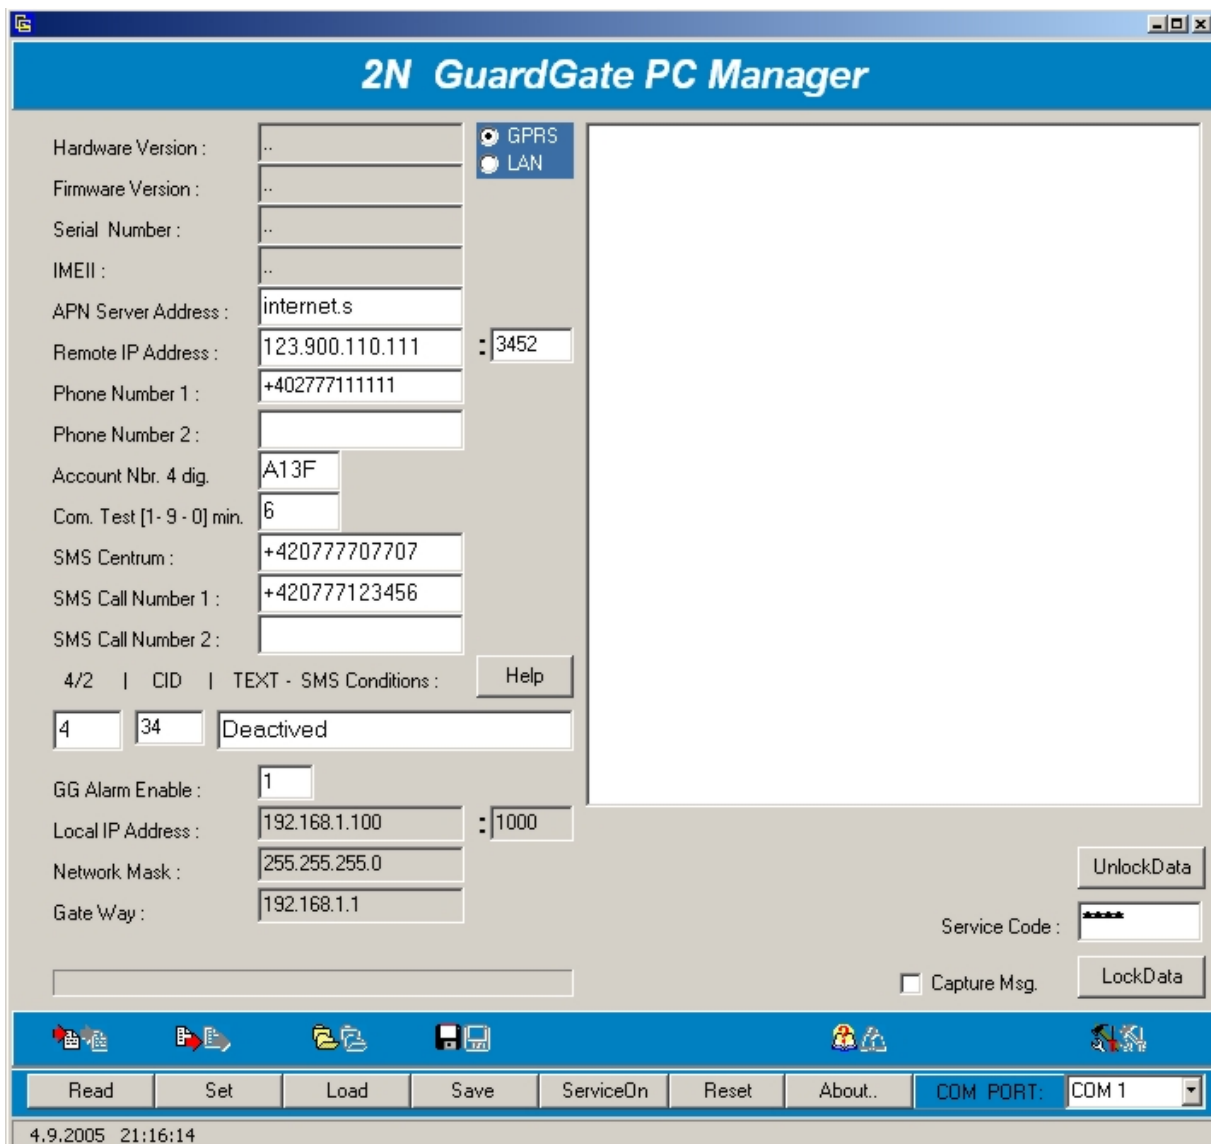 2N GuardGate PC Manager
Hardware Version : ..
GPRS
LAN
Firmware Version : ..
Serial Number : ..
IMEII : ..
APN Server Address : internet.s
Remote IP Address : 123.900.110.111 : 3452
Phone Number 1 : +402777111111
Phone Number 2 :
Account Nbr. 4 dig. A13F
Com. Test [1- 9 - 0] min. 6
SMS Centrum : +420777707707
SMS Call Number 1 : +420777123456
SMS Call Number 2 :
4/2 | CID | TEXT - SMS Conditions : Help
4 34 Deactived
GG Alarm Enable : 1
Local IP Address : 192.168.1.100 : 1000
Network Mask : 255.255.255.0
UnlockData
Gate Way : 192.168.1.1
Service Code : ****
Capture Msg. LockData
Read Set Load Save ServiceOn Reset About.. COM PORT: COM 1
4.9.2005 21:16:14